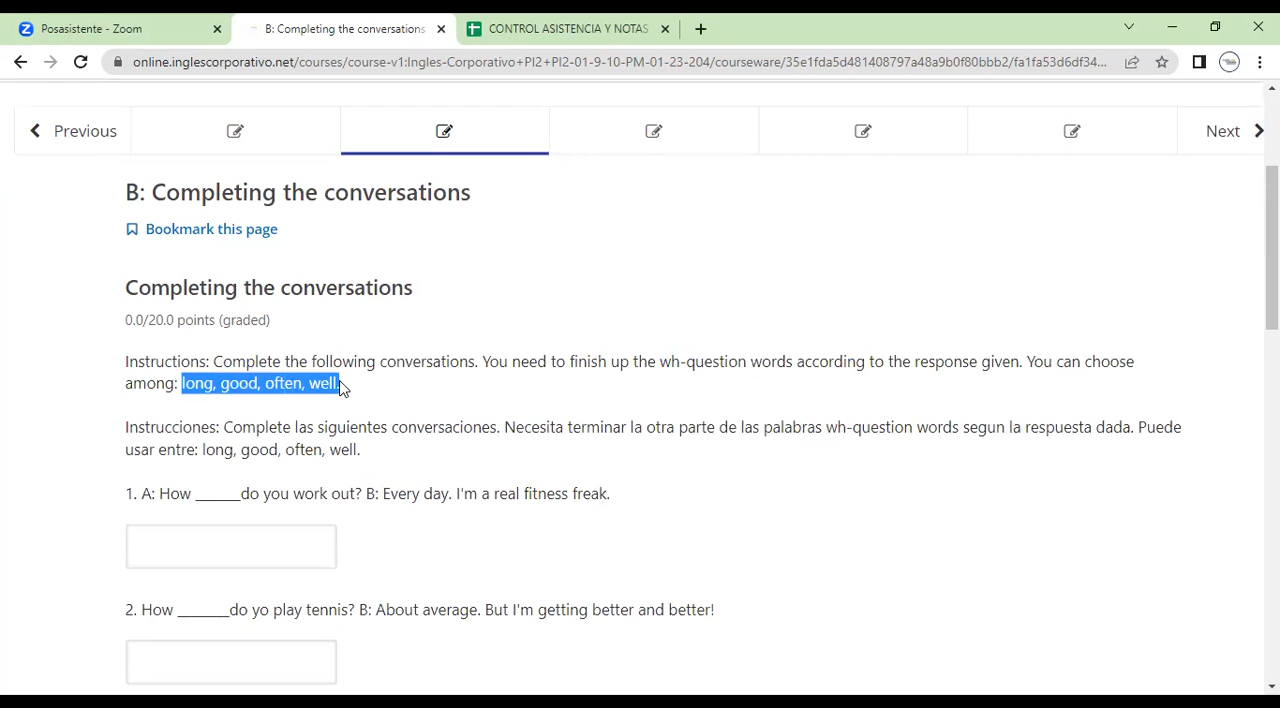 Posasistente - Zoom
B: Completing the conversations
CONTROL ASISTENCIA Y NOTAS
online.inglescorporativo.net/courses/course-v1:Ingles-Corporativo+PI2+PI2-01-9-10-PM-01-23-204/courseware/35e1fda5d481408797a48a9b0f80bbb2/fa1fa53d6df34...
Previous
Next
B: Completing the conversations
Bookmark this page
Completing the conversations
0.0/20.0 points (graded)
Instructions: Complete the following conversations. You need to finish up the wh-question words according to the response given. You can choose
among: long, good, often, well.
Instrucciones: Complete las siguientes conversaciones. Necesita terminar la otra parte de las palabras wh-question words segun la respuesta dada. Puede
usar entre: long, good, often, well.
1. A: How ______do you work out? B: Every day. I'm a real fitness freak.
2. How _______do yo play tennis? B: About average. But I'm getting better and better!